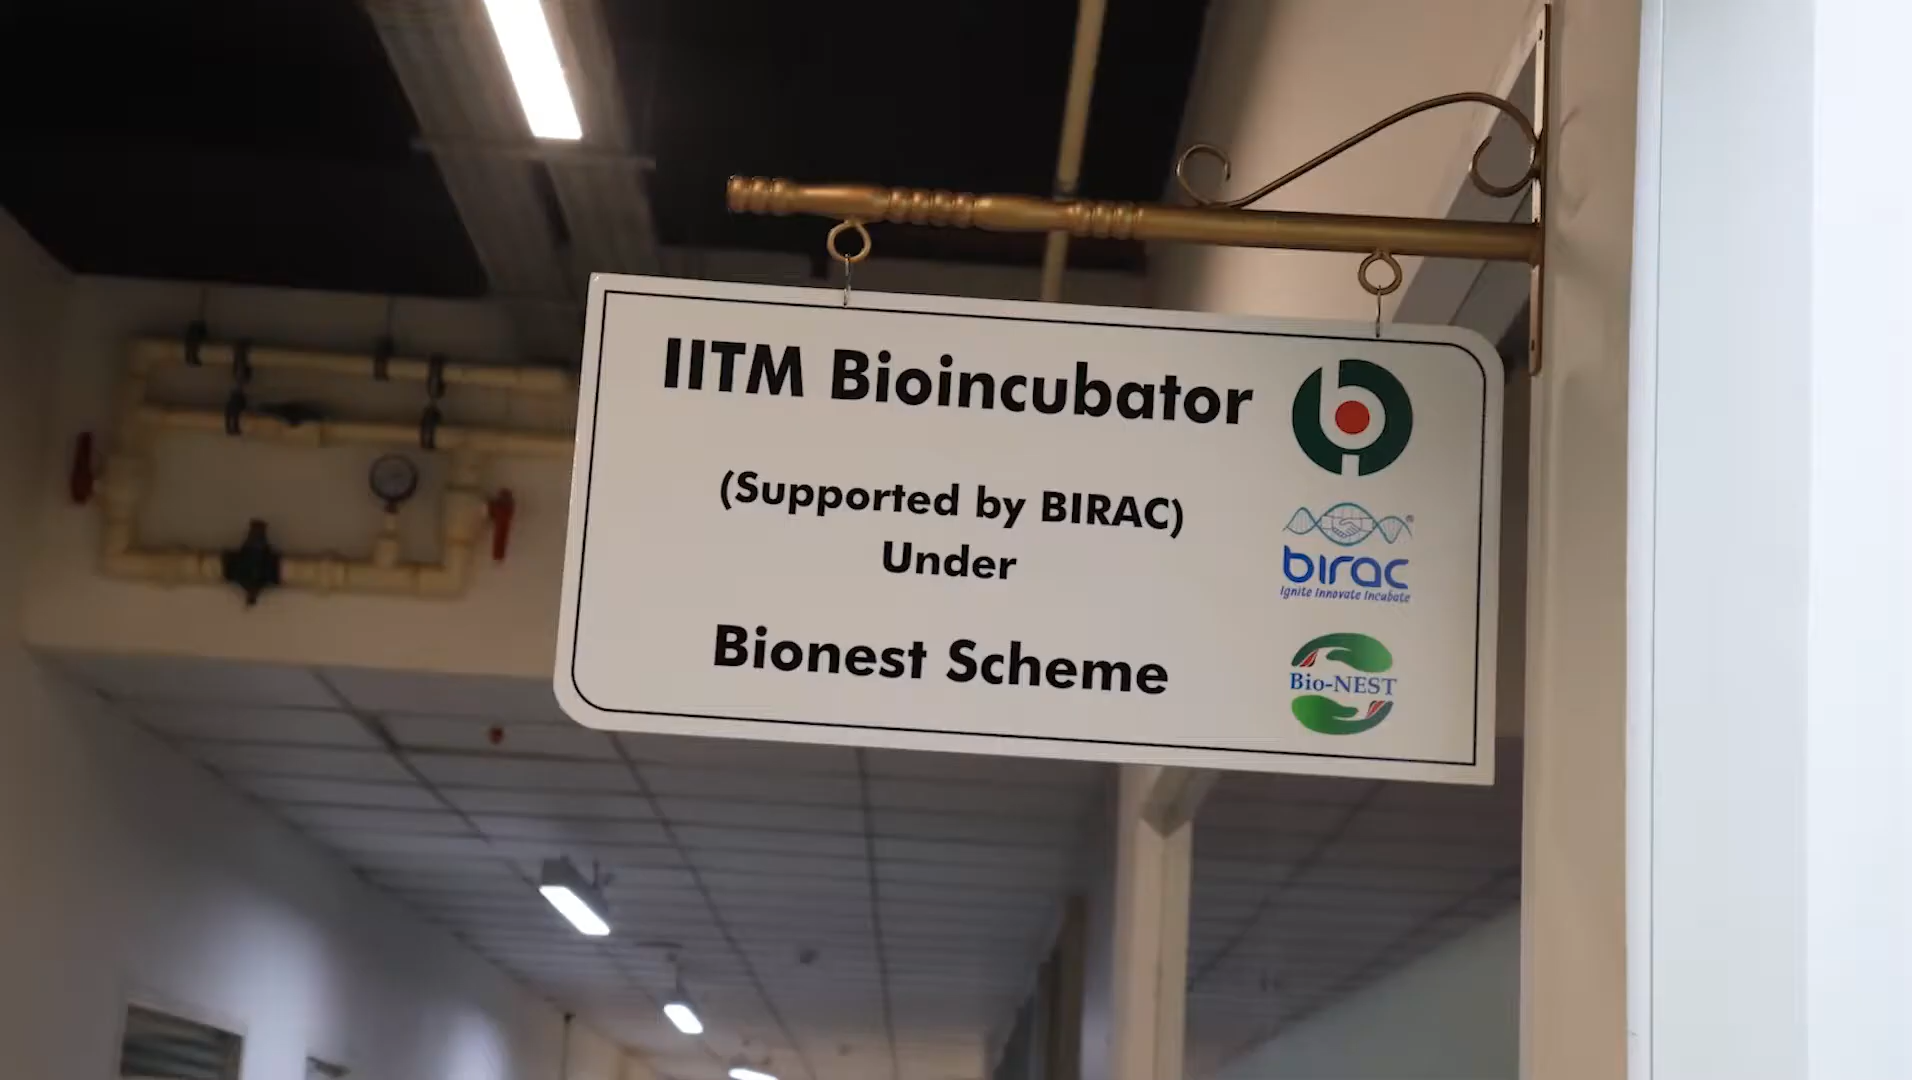 IITM Bioincubator
(Supported by BIRAC)
Under
Bionest Scheme
birac
Ignite Innovate Incubate
Bio-NEST